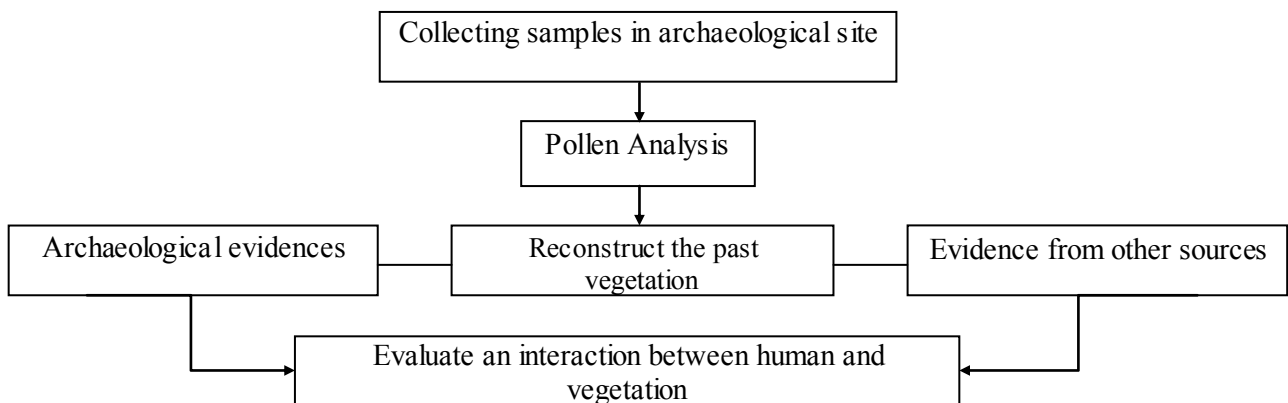 Collecting samples in archaeological site
Pollen Analysis
Archaeological evidences
Reconstruct the past
vegetation
Evidence from other sources
Evaluate an interaction between human and
vegetation